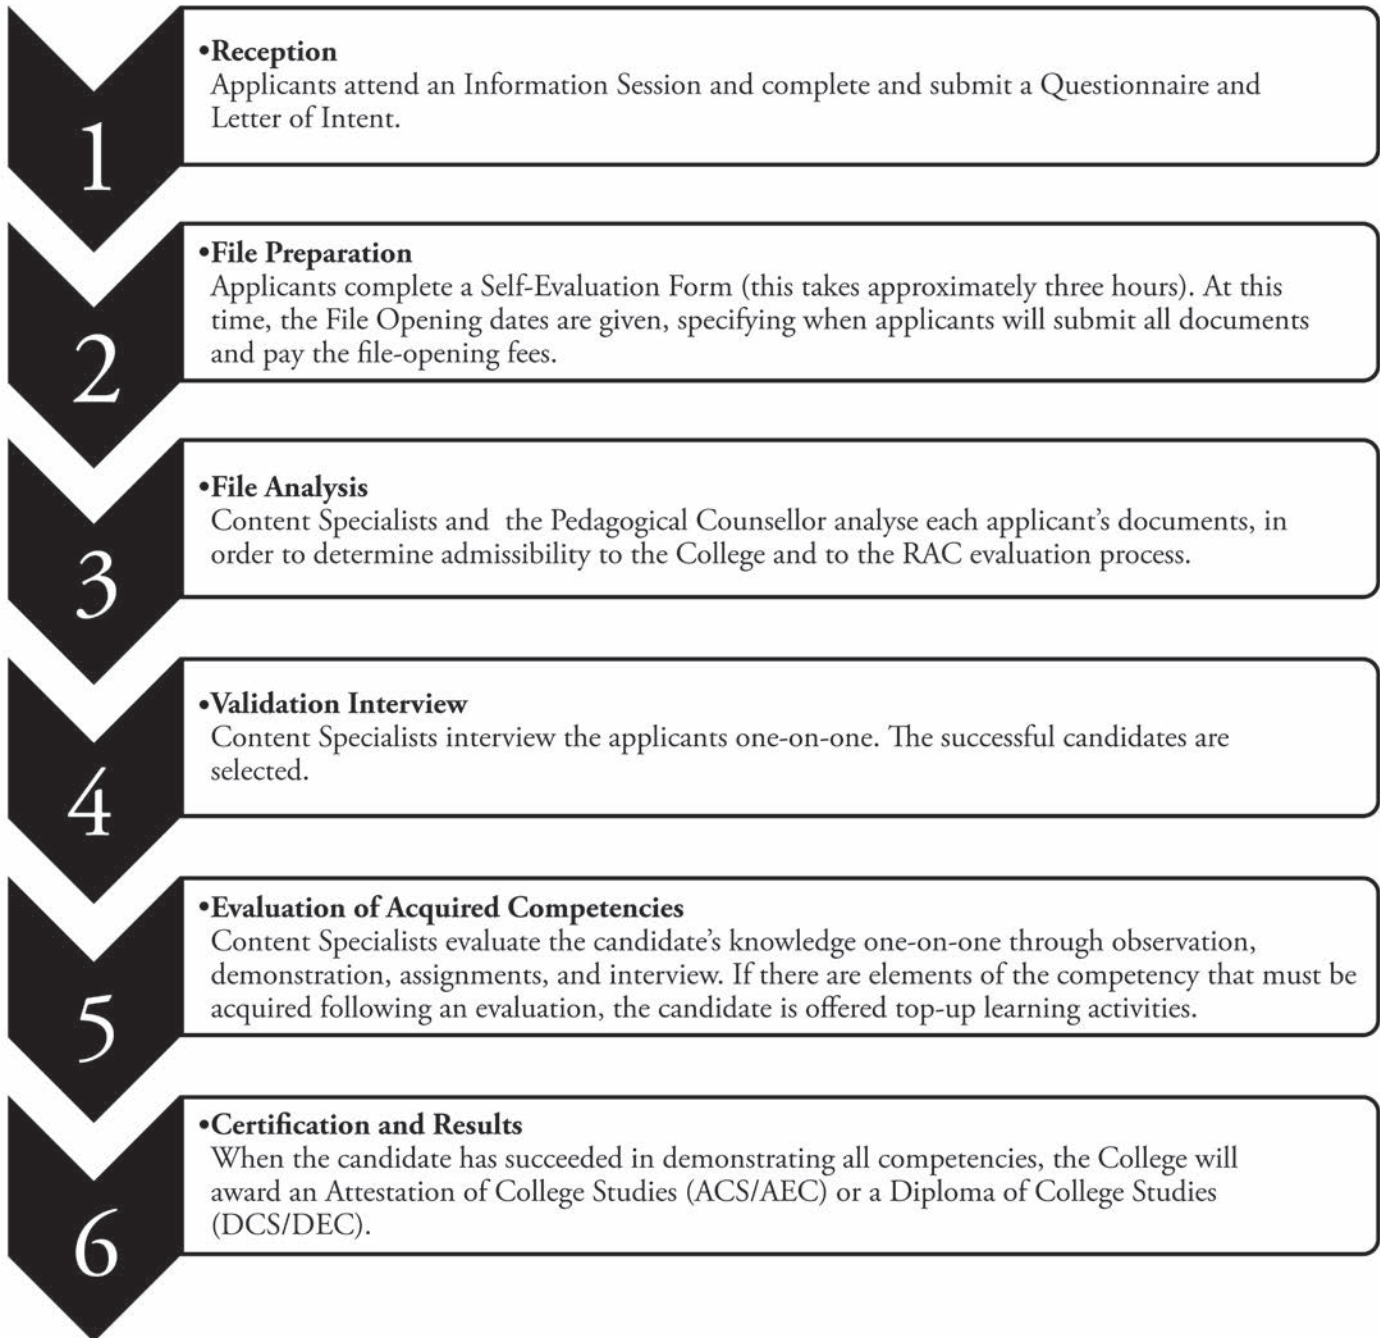 1
•Reception
Applicants attend an Information Session and complete and submit a Questionnaire and
Letter of Intent.
2
•File Preparation
Applicants complete a Self-Evaluation Form (this takes approximately three hours). At this
time, the File Opening dates are given, specifying when applicants will submit all documents
and pay the file-opening fees.
3
•File Analysis
Content Specialists and  the Pedagogical Counsellor analyse each applicant’s documents, in
order to determine admissibility to the College and to the RAC evaluation process.
4
•Validation Interview
Content Specialists interview the applicants one-on-one. The successful candidates are
selected.
5
•Evaluation of Acquired Competencies
Content Specialists evaluate the candidate’s knowledge one-on-one through observation,
demonstration, assignments, and interview. If there are elements of the competency that must be
acquired following an evaluation, the candidate is offered top-up learning activities.
6
•Certification and Results
When the candidate has succeeded in demonstrating all competencies, the College will
award an Attestation of College Studies (ACS/AEC) or a Diploma of College Studies
(DCS/DEC).